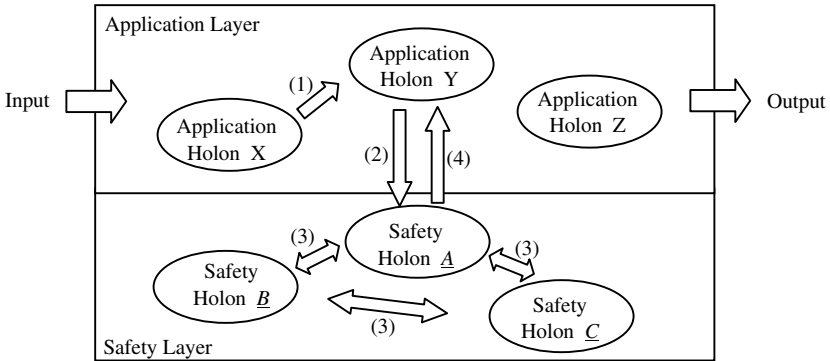 Application Layer
Application
Holon Y
(1)
Input
Application
Holon X
Application
Holon Z
Output
(2)
(4)
Safety
Holon A
(3)
(3)
Safety
Holon B
(3)
Safety
Holon C
Safety Layer